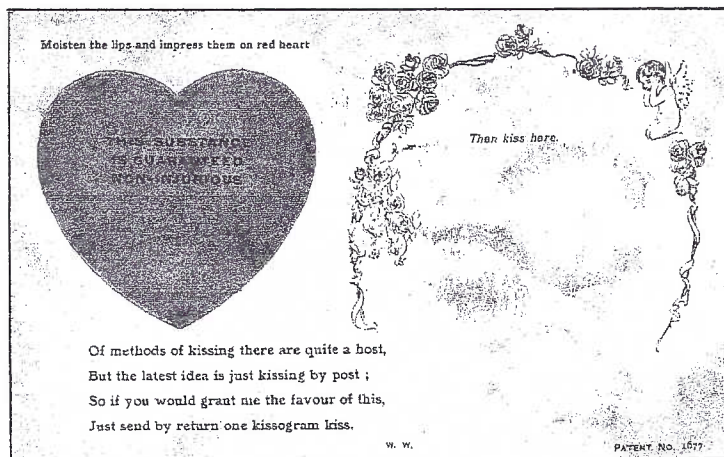 Moisten the lips and impress them on red heart
THIS SUBSTANCE
IS GUARANTEED
NON-INJURIOUS
Then kiss here.
Of methods of kissing there are quite a host,
But the latest idea is just kissing by post ;
So if you would grant me the favour of this,
Just send by return one kissogram kiss.
W. W.
PATENT. NO. 1677